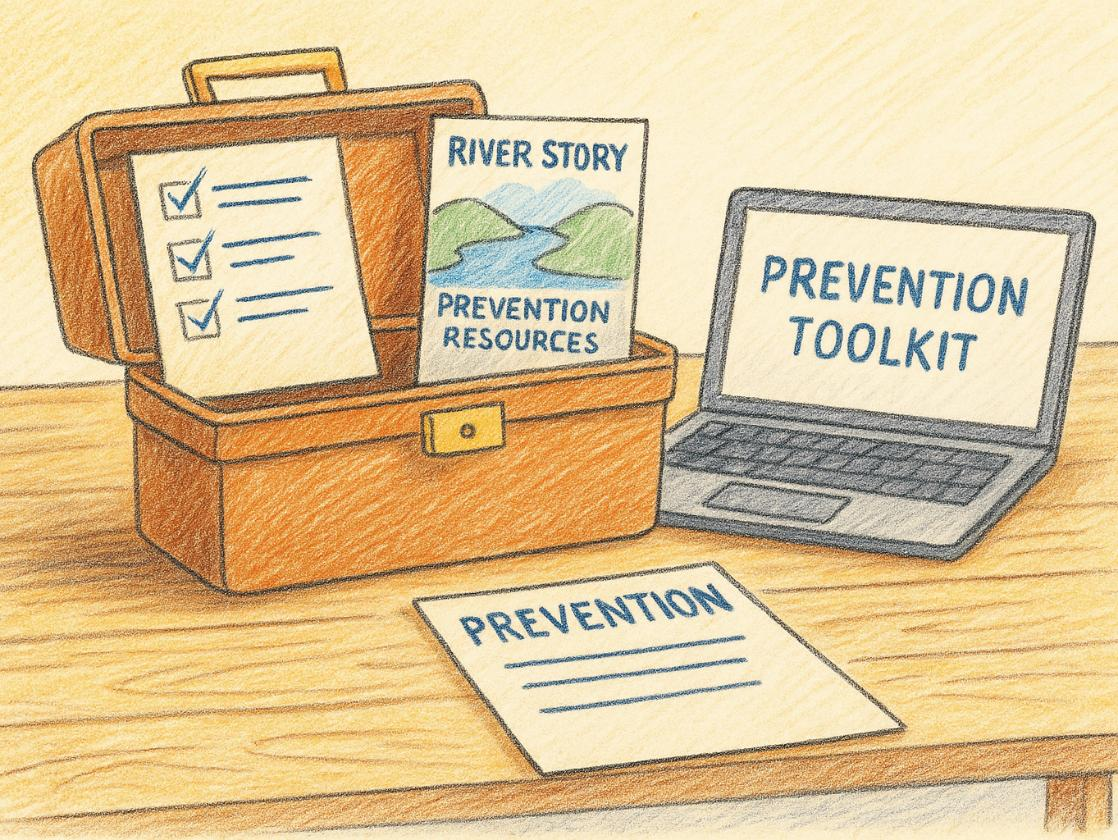 RIVER STORY
PREVENTION
RESOURCES
PREVENTION
TOOLKIT
PREVENTION